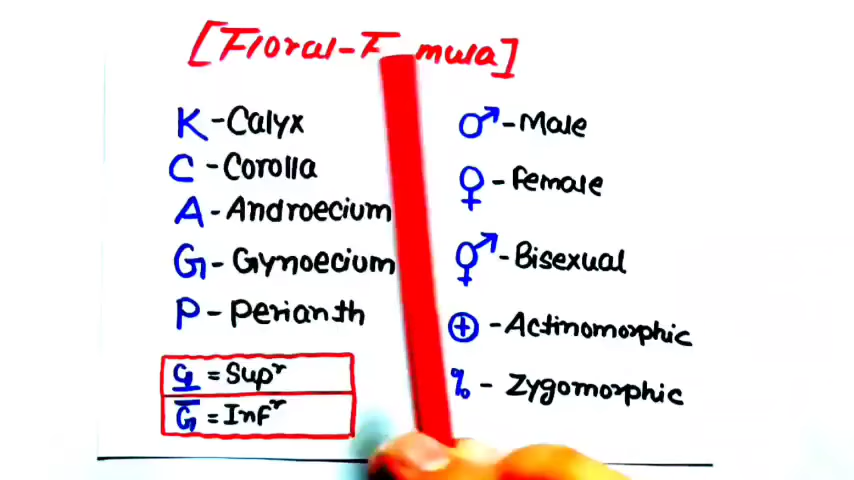 [Floral-F mula]
K - Calyx
C - Corolla
A - Androecium
G - Gynoecium
P - Perianth
G = Supʳ
G = Infʳ
♂ - Male
♀ - Female
⚥ - Bisexual
⊕ - Actinomorphic
% - Zygomorphic